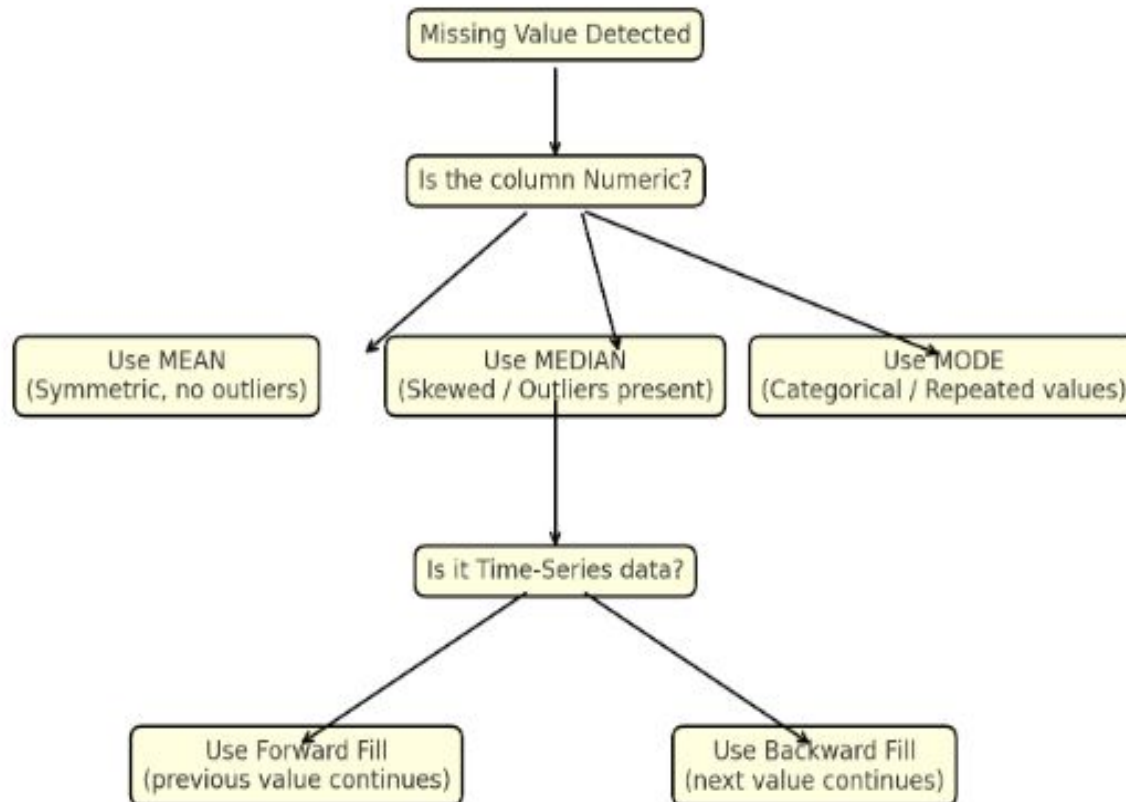 Missing Value Detected
Is the column Numeric?
Use MEAN
(Symmetric, no outliers)
Use MEDIAN
(Skewed / Outliers present)
Use MODE
(Categorical / Repeated values)
Is it Time-Series data?
Use Forward Fill
(previous value continues)
Use Backward Fill
(next value continues)